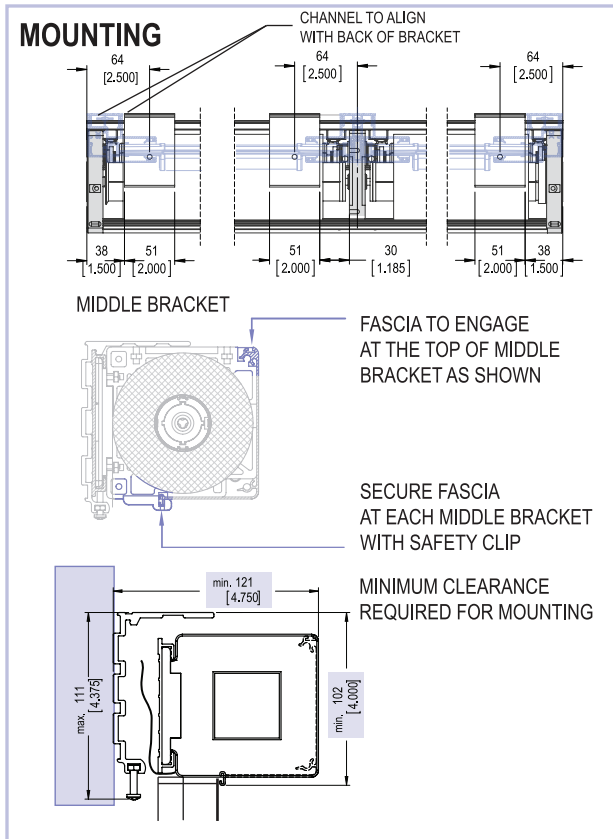 MOUNTING
CHANNEL TO ALIGN
WITH BACK OF BRACKET
64
[2.500]
64
[2.500]
64
[2.500]
38
[1.500]
51
[2.000]
51
[2.000]
30
[1.185]
51
[2.000]
38
[1.500]
MIDDLE BRACKET
FASCIA TO ENGAGE
AT THE TOP OF MIDDLE
BRACKET AS SHOWN
SECURE FASCIA
AT EACH MIDDLE BRACKET
WITH SAFETY CLIP
min. 121
[4.750]
MINIMUM CLEARANCE
REQUIRED FOR MOUNTING
max. 111
[4.375]
min. 102
[4.000]